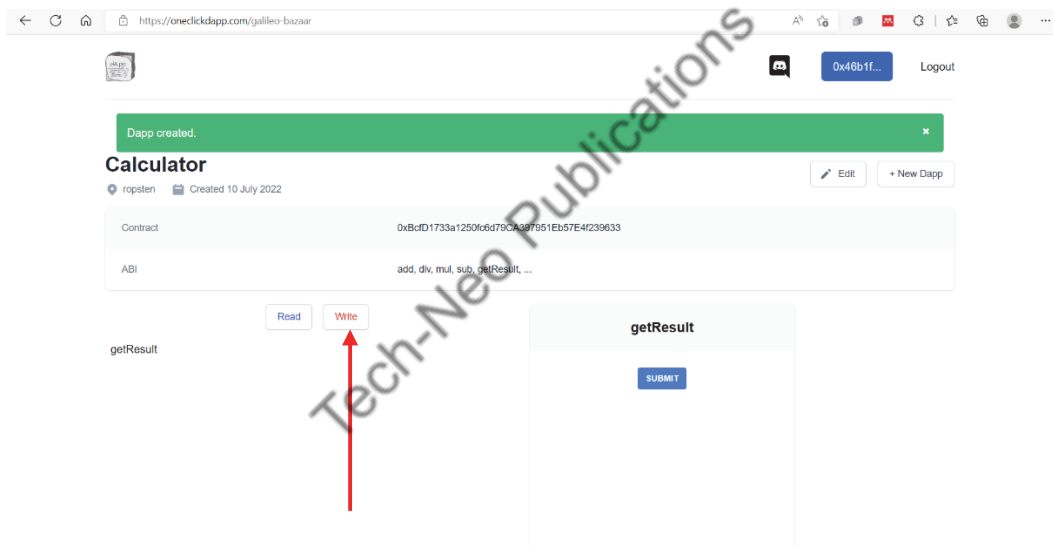 https://oneclickdapp.com/galileo-bazaar
0x46b1f...
Logout
Dapp created.
×
Calculator
ropsten Created 10 July 2022
Edit
+ New Dapp
Contract 0xBcfD1733a1250fc6d79CA397951Eb57E4f239633
ABI add, div, mul, sub, getResult, ...
Read Write
getResult
getResult
SUBMIT
Tech-Neo Publications